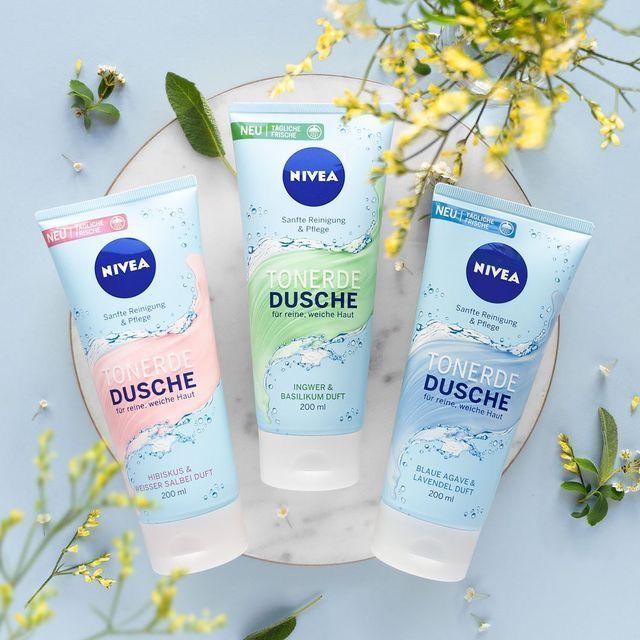 NEU
TÄGLICHE
FRISCHE
NIVEA
Sanfte Reinigung
& Pflege
TONERDE
DUSCHE
für reine, weiche Haut
HIBISKUS &
WEISSER SALBEI DUFT
200 ml
NEU
TÄGLICHE
FRISCHE
NIVEA
Sanfte Reinigung
& Pflege
TONERDE
DUSCHE
für reine, weiche Haut
INGWER &
BASILIKUM DUFT
200 ml
NEU
TÄGLICHE
FRISCHE
NIVEA
Sanfte Reinigung
& Pflege
TONERDE
DUSCHE
für reine, weiche Haut
BLAUE AGAVE &
LAVENDEL DUFT
200 ml